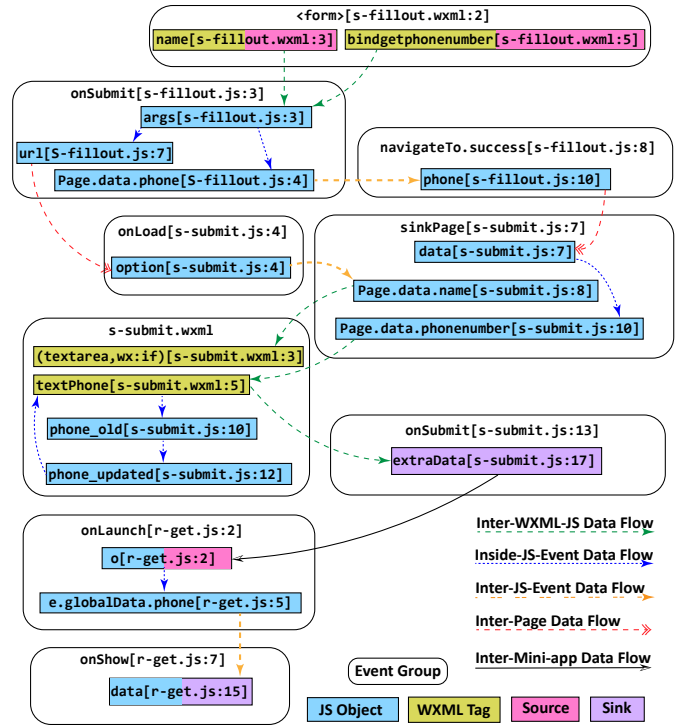 <form>[s-fillout.wxml:2]
name[s-fillout.wxml:3] bindgetphonenumber[s-fillout.wxml:5]
onSubmit[s-fillout.js:3]
args[s-fillout.js:3]
url[S-fillout.js:7]
Page.data.phone[S-fillout.js:4]
navigateTo.success[s-fillout.js:8]
phone[s-fillout.js:10]
onLoad[s-submit.js:4]
option[s-submit.js:4]
sinkPage[s-submit.js:7]
data[s-submit.js:7]
Page.data.name[s-submit.js:8]
Page.data.phonenumber[s-submit.js:10]
s-submit.wxml
(textarea,wx:if)[s-submit.wxml:3]
textPhone[s-submit.wxml:5]
phone_old[s-submit.js:10]
phone_updated[s-submit.js:12]
onSubmit[s-submit.js:13]
extraData[s-submit.js:17]
onLaunch[r-get.js:2]
o[r-get.js:2]
e.globalData.phone[r-get.js:5]
onShow[r-get.js:7]
data[r-get.js:15]
Inter-WXML-JS Data Flow
Inside-JS-Event Data Flow
Inter-JS-Event Data Flow
Inter-Page Data Flow
Inter-Mini-app Data Flow
Event Group
JS Object WXML Tag Source Sink